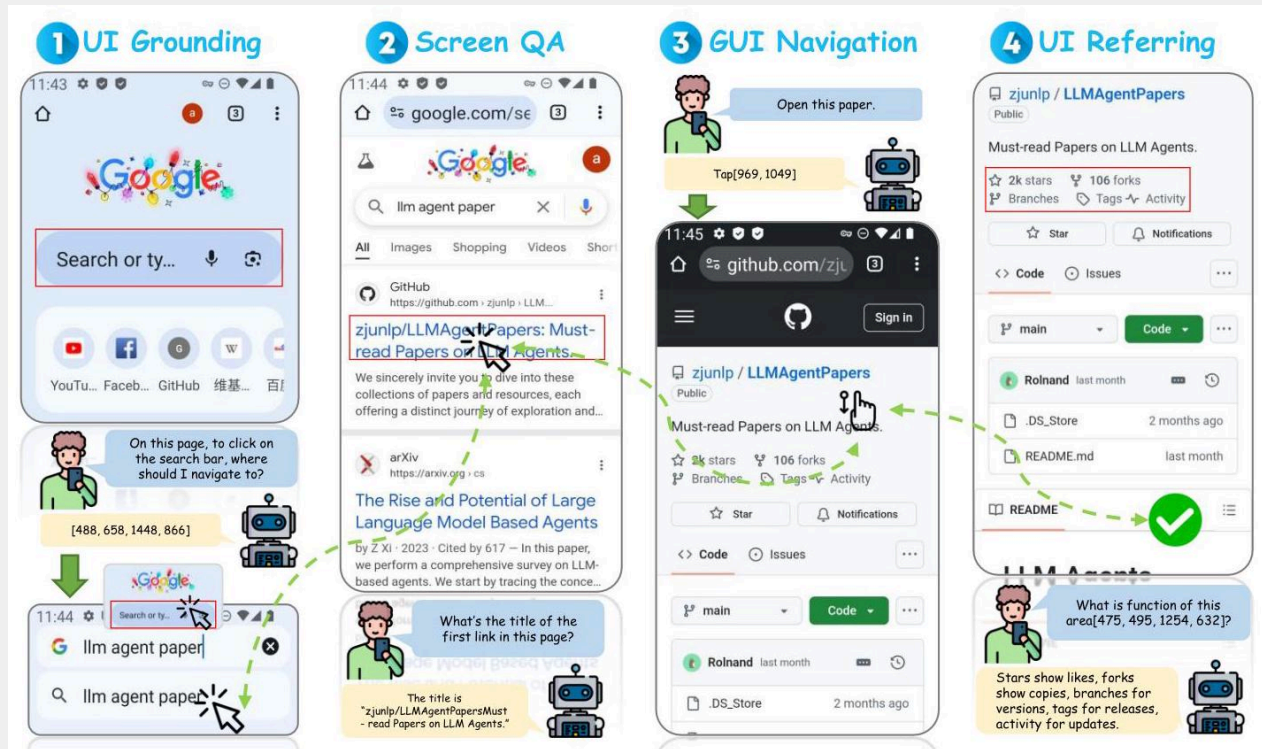 1 UI Grounding
11:43
a
3
Google
Search or ty...
G
W
YouTu...
Faceb...
GitHub
维基...
On this page, to click on
the search bar, where
should I navigate to?
[488, 658, 1448, 866]
Google
Search or ty..
11:44
G llm agent paper
llm agent paper
2 Screen QA
11:44
google.com/se
3
Google
a
llm agent paper
All Images Shopping Videos Short
GitHub
https://github.com › zjunlp › LLM...
zjunlp/LLMAgentPapers: Must-
read Papers on LLM Agents.
We sincerely invite you to dive into these
collections of papers and resources, each
offering a distinct journey of exploration and...
arXiv
https://arxiv.org › cs
The Rise and Potential of Large
Language Model Based Agents
by Z Xi · 2023 · Cited by 617 — In this paper,
we perform a comprehensive survey on LLM-
based agents. We start by tracing the conce...
What's the title of the
first link in this page?
The title is
"zjunlp/LLMAgentPapersMust
- read Papers on LLM Agents."
3 GUI Navigation
Open this paper.
Tap[969, 1049]
11:45
github.com/zju
3
Sign in
zjunlp / LLMAgentPapers
Public
Must-read Papers on LLM Agents.
2k stars 106 forks
Branches Tags Activity
Star Notifications
<> Code Issues ...
main Code ...
Rolnand last month
.DS_Store 2 months ago
4 UI Referring
zjunlp / LLMAgentPapers
Public
Must-read Papers on LLM Agents.
2k stars 106 forks
Branches Tags Activity
Star Notifications
<> Code Issues ...
main Code ...
Rolnand last month
.DS_Store 2 months ago
README.md last month
README
LLM Agents
What is function of this
area[475, 495, 1254, 632]?
Stars show likes, forks
show copies, branches for
versions, tags for releases,
activity for updates.